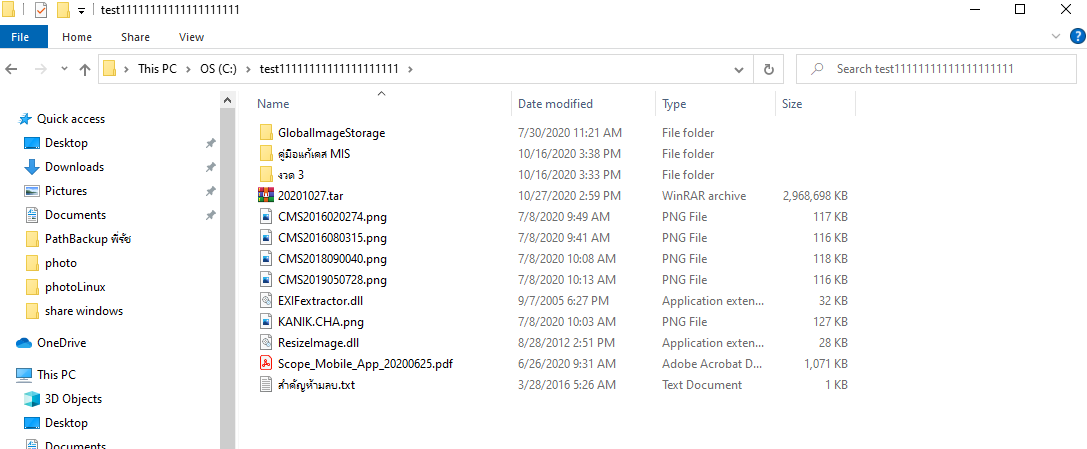 test11111111111111111111
File Home Share View
This PC OS (C:) test11111111111111111111
Search test11111111111111111111
Name Date modified Type Size
Quick access
Desktop
Downloads
Pictures
Documents
PathBackup พี่รัช
photo
photoLinux
share windows
OneDrive
This PC
3D Objects
Desktop
Documents
GlobalImageStorage 7/30/2020 11:21 AM File folder
คู่มือแก้เคส MIS 10/16/2020 3:38 PM File folder
งวด 3 10/16/2020 3:33 PM File folder
20201027.tar 10/27/2020 2:59 PM WinRAR archive 2,968,698 KB
CMS2016020274.png 7/8/2020 9:49 AM PNG File 117 KB
CMS2016080315.png 7/8/2020 9:41 AM PNG File 116 KB
CMS2018090040.png 7/8/2020 10:08 AM PNG File 118 KB
CMS2019050728.png 7/8/2020 10:13 AM PNG File 116 KB
EXIFextractor.dll 9/7/2005 6:27 PM Application exten... 32 KB
KANIK.CHA.png 7/8/2020 10:03 AM PNG File 127 KB
ResizeImage.dll 8/28/2012 2:51 PM Application exten... 28 KB
Scope_Mobile_App_20200625.pdf 6/26/2020 9:31 AM Adobe Acrobat D... 1,071 KB
สำคัญห้ามลบ.txt 3/28/2016 5:26 AM Text Document 1 KB